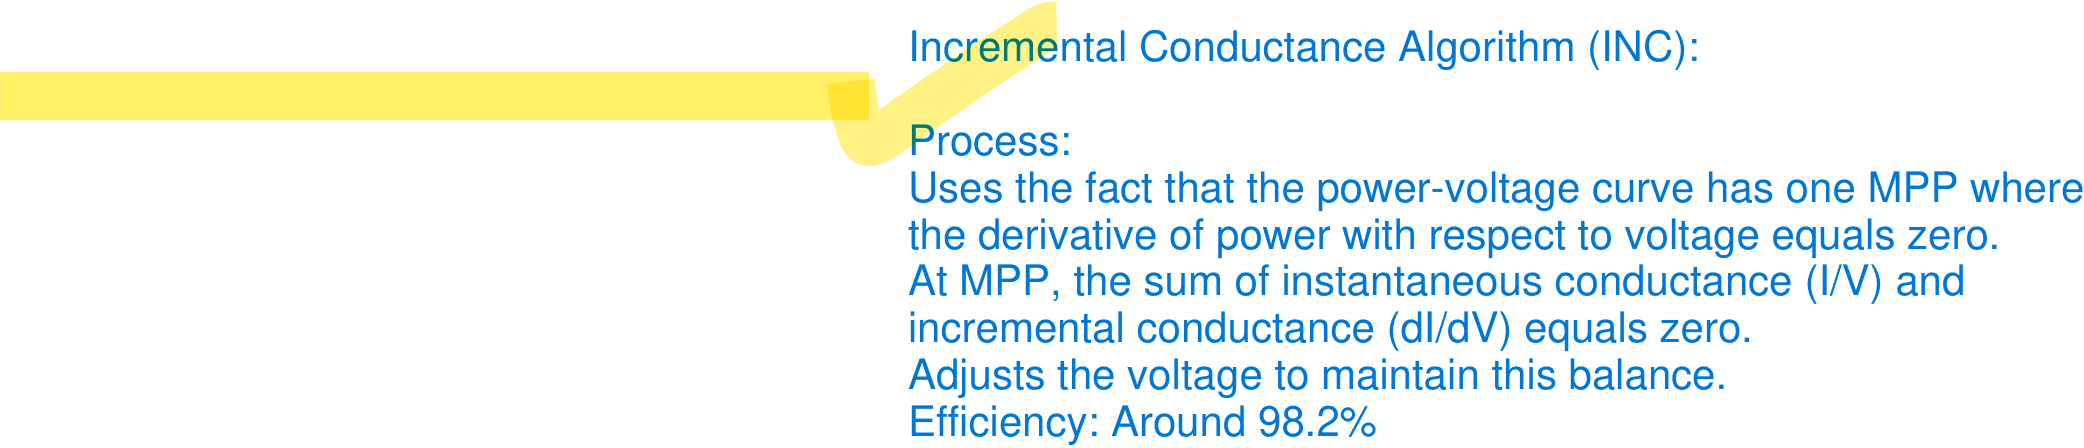 Incremental Conductance Algorithm (INC):
Process:
Uses the fact that the power-voltage curve has one MPP where
the derivative of power with respect to voltage equals zero.
At MPP, the sum of instantaneous conductance (I/V) and
incremental conductance (dI/dV) equals zero.
Adjusts the voltage to maintain this balance.
Efficiency: Around 98.2%